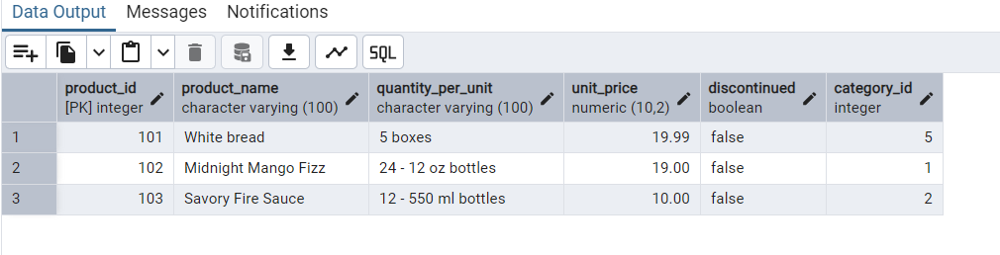 Data Output Messages Notifications
SQL
product_id product_name quantity_per_unit unit_price discontinued category_id
[PK] integer character varying (100) character varying (100) numeric (10,2) boolean integer
1 101 White bread 5 boxes 19.99 false 5
2 102 Midnight Mango Fizz 24 - 12 oz bottles 19.00 false 1
3 103 Savory Fire Sauce 12 - 550 ml bottles 10.00 false 2